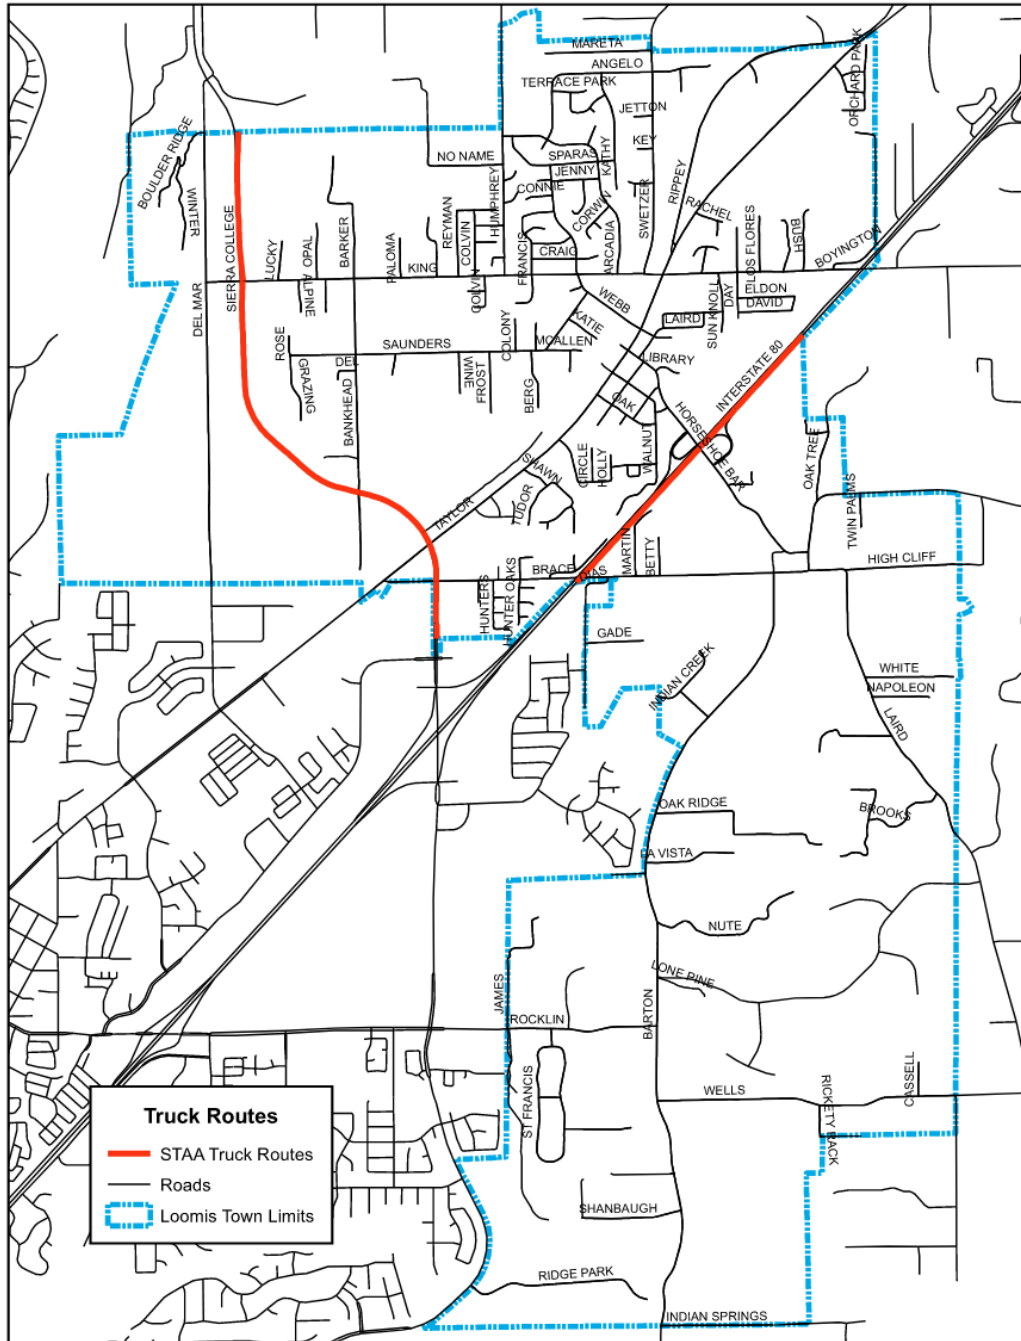 MARETA
ANGELO
TERRACE PARK
ORCHARD PARK
JETTON
KEY
BOULDER RIDGE
NO NAME
SPARAS
KATHY
JENNY
CONNIE
RIPPEY
HUMPHREY
CORWIN
SWETZER
RACHEL
WINTER
SIERRA COLLEGE
LUCKY
OPAL
BARKER
PALOMA
REYMAN
COLVIN
FRANCIS
CRAIG
ARCADIA
LOS FLORES
BUSH
BOYINGTON
KING
DEL MAR
ALPINE
COLVIN
WEBB
SUN KNOLL
DAY
ELDON
DAVID
LAIRD
KATIE
ROSE
SAUNDERS
COLONY
MCALLEN
LIBRARY
DEL
GRAZING
BANKHEAD
WINE
FROST
BERG
OAK
INTERSTATE 80
HORSESHOE BAR
WALNUT
CIRCLE
HOLLY
SHAWN
TUDOR
TAYLOR
OAK TREE
TWIN PALMS
HIGH CLIFF
BRACE
DIAS
MARTIN
BETTY
HUNTERS
HUNTER OAKS
GADE
INDIAN CREEK
WHITE
NAPOLEON
LAIRD
OAK RIDGE
BROOKS
LA VISTA
NUTE
LONE PINE
JAMES
ROCKLIN
BARTON
WELLS
CASSELL
RICKETY RACK
ST FRANCIS
Truck Routes
STAA Truck Routes
Roads
Loomis Town Limits
SHANBAUGH
RIDGE PARK
INDIAN SPRINGS